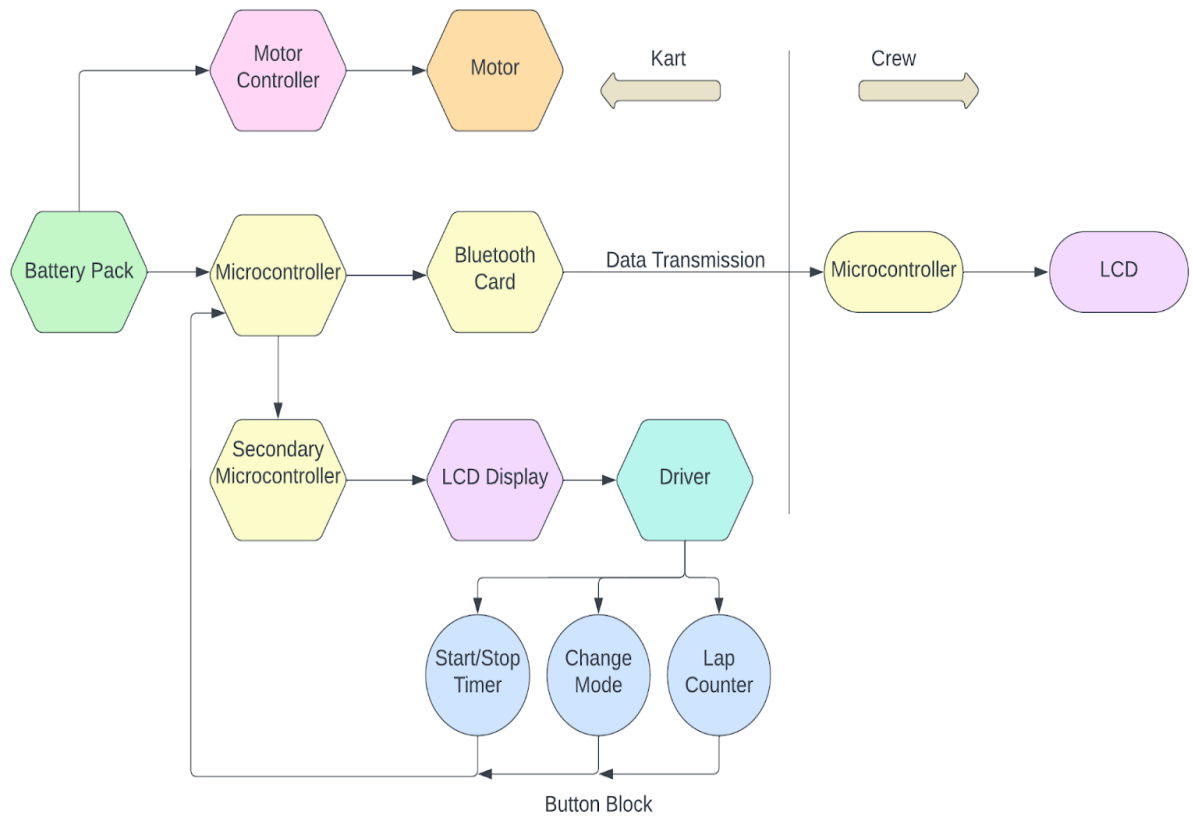 Motor
Controller
Motor
Kart
Crew
Battery Pack
Microcontroller
Bluetooth
Card
Data Transmission
Microcontroller
LCD
Secondary
Microcontroller
LCD Display
Driver
Start/Stop
Timer
Change
Mode
Lap
Counter
Button Block